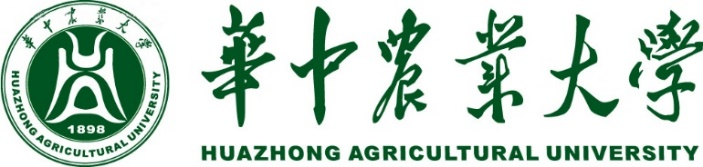 華中農業大學
HUAZHONG AGRICULTURAL UNIVERSITY
1898
華中農業大學
HUAZHONG AGRICULTURAL UNIVERSITY